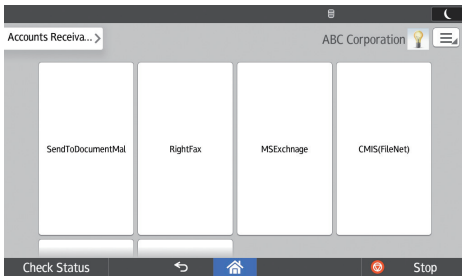 Accounts Receiva...
ABC Corporation
SendToDocumentMal
RightFax
MSExchnage
CMIS(FileNet)
Check Status
Stop